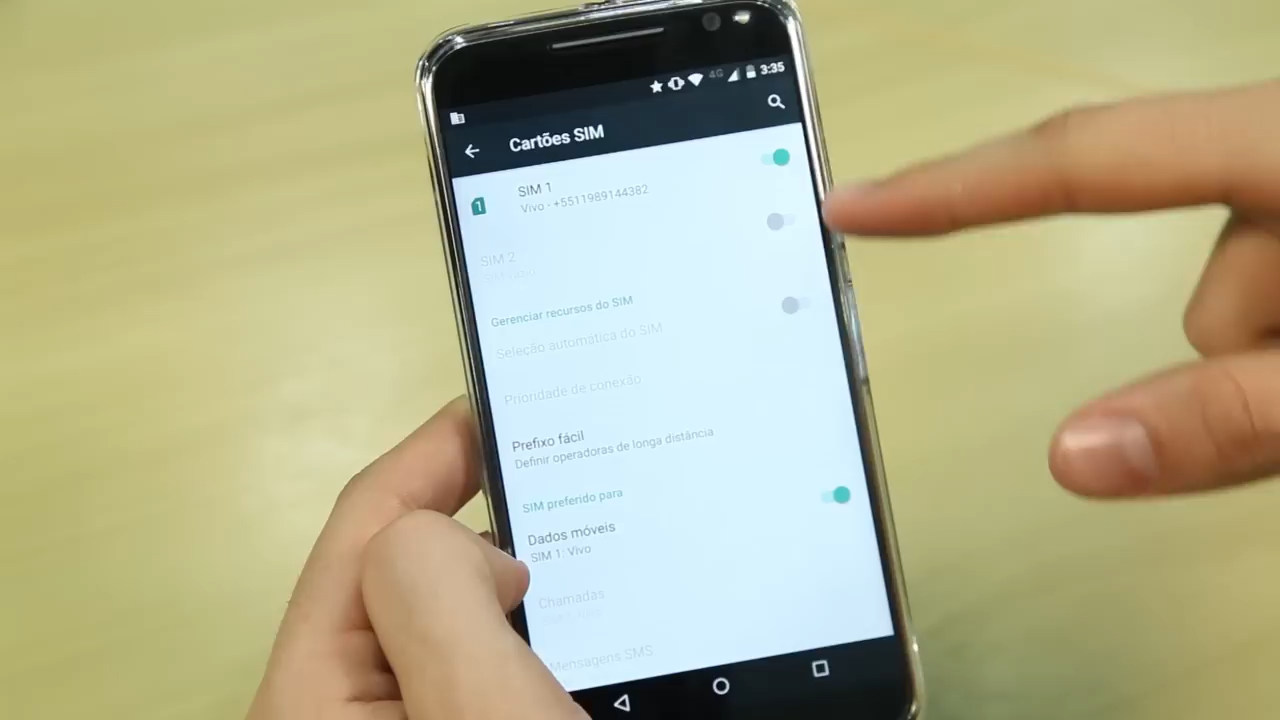 4G 3:35
Cartões SIM
SIM 1
Vivo - +5511989144382
1
SIM 2
Gerenciar recursos do SIM
Seleção automática do SIM
Prioridade de conexão
Prefixo fácil
Definir operadoras de longa distância
SIM preferido para
Dados móveis
SIM 1: Vivo
Chamadas
Mensagens SMS